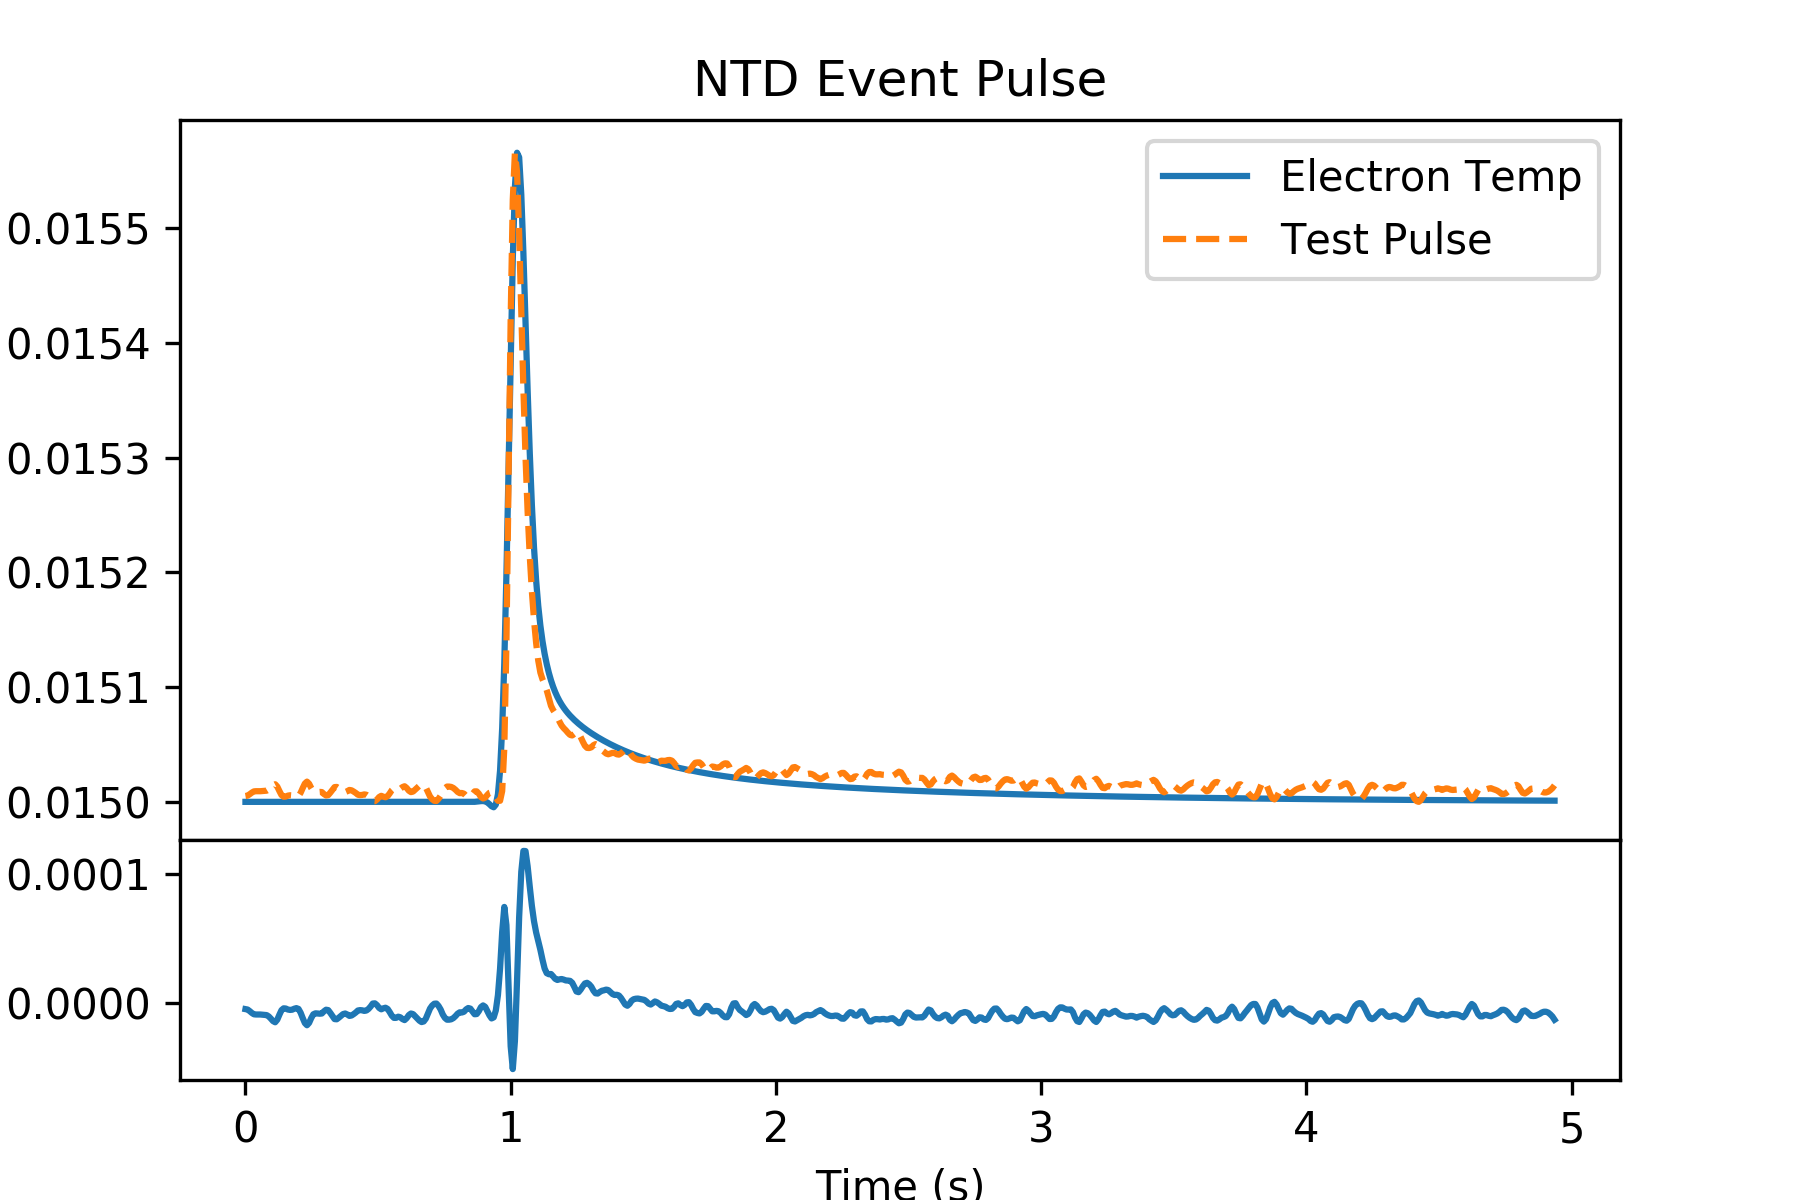 NTD Event Pulse
Electron Temp
Test Pulse
0.0155
0.0154
0.0153
0.0152
0.0151
0.0150
0.0001
0.0000
0 1 2 3 4 5
Time (s)